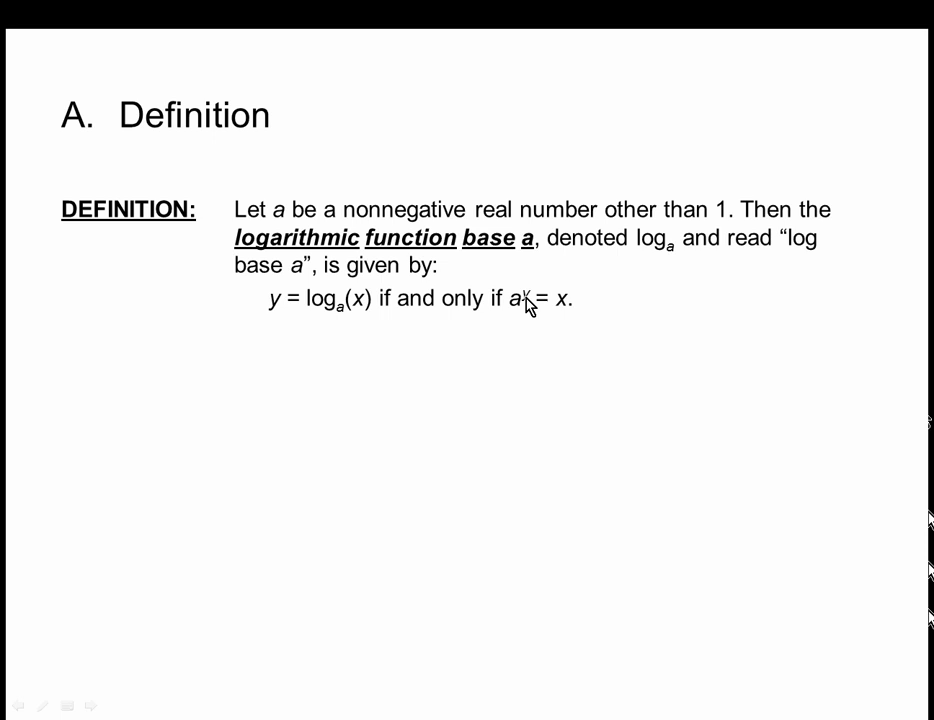 A. Definition
DEFINITION: Let a be a nonnegative real number other than 1. Then the
logarithmic function base a, denoted logₐ and read “log
base a”, is given by:
y = logₐ(x) if and only if aʸ = x.